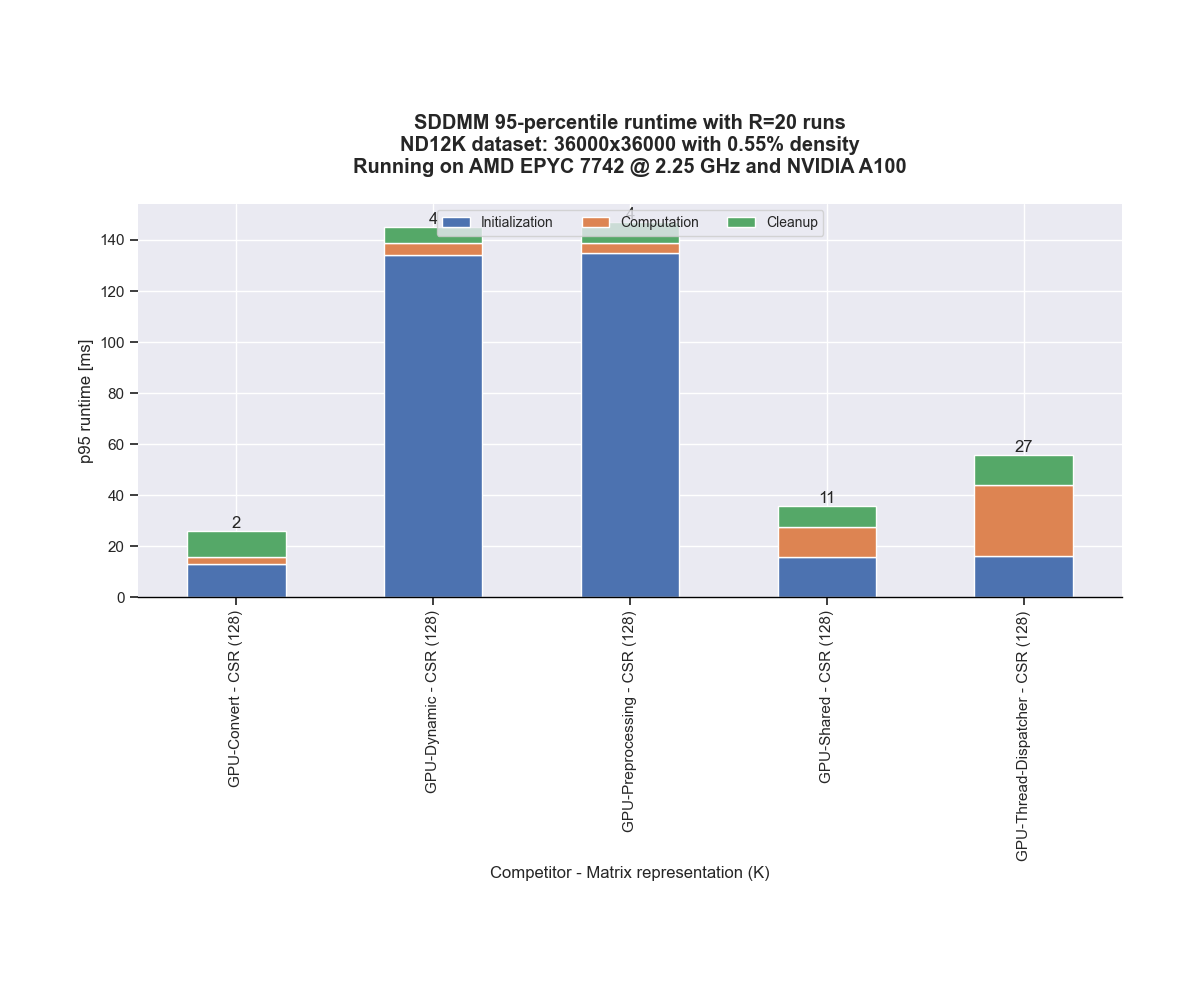 SDDMM 95-percentile runtime with R=20 runs
ND12K dataset: 36000x36000 with 0.55% density
Running on AMD EPYC 7742 @ 2.25 GHz and NVIDIA A100
4
4
Initialization
Computation
Cleanup
2
11
27
140
120
100
80
60
40
20
0
p95 runtime [ms]
GPU-Convert - CSR (128)
GPU-Dynamic - CSR (128)
GPU-Preprocessing - CSR (128)
GPU-Shared - CSR (128)
GPU-Thread-Dispatcher - CSR (128)
Competitor - Matrix representation (K)